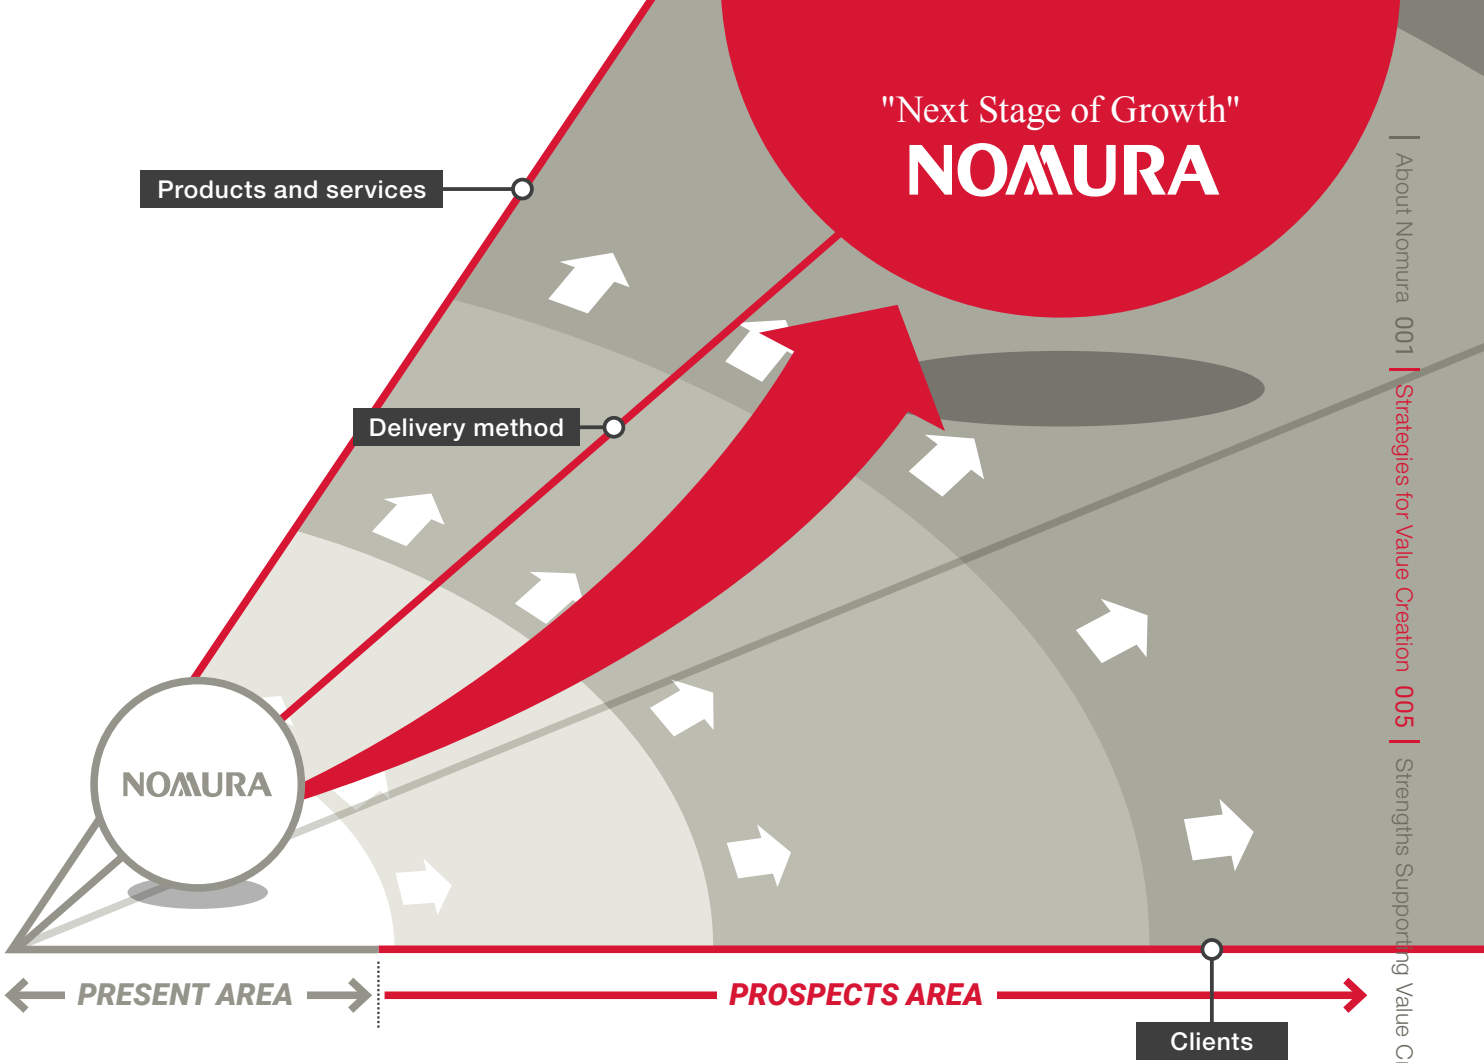 "Next Stage of Growth"
NOMURA
Products and services
Delivery method
NOMURA
PRESENT AREA
PROSPECTS AREA
Clients
About Nomura 001
Strategies for Value Creation 005
Strengths Supporting Value